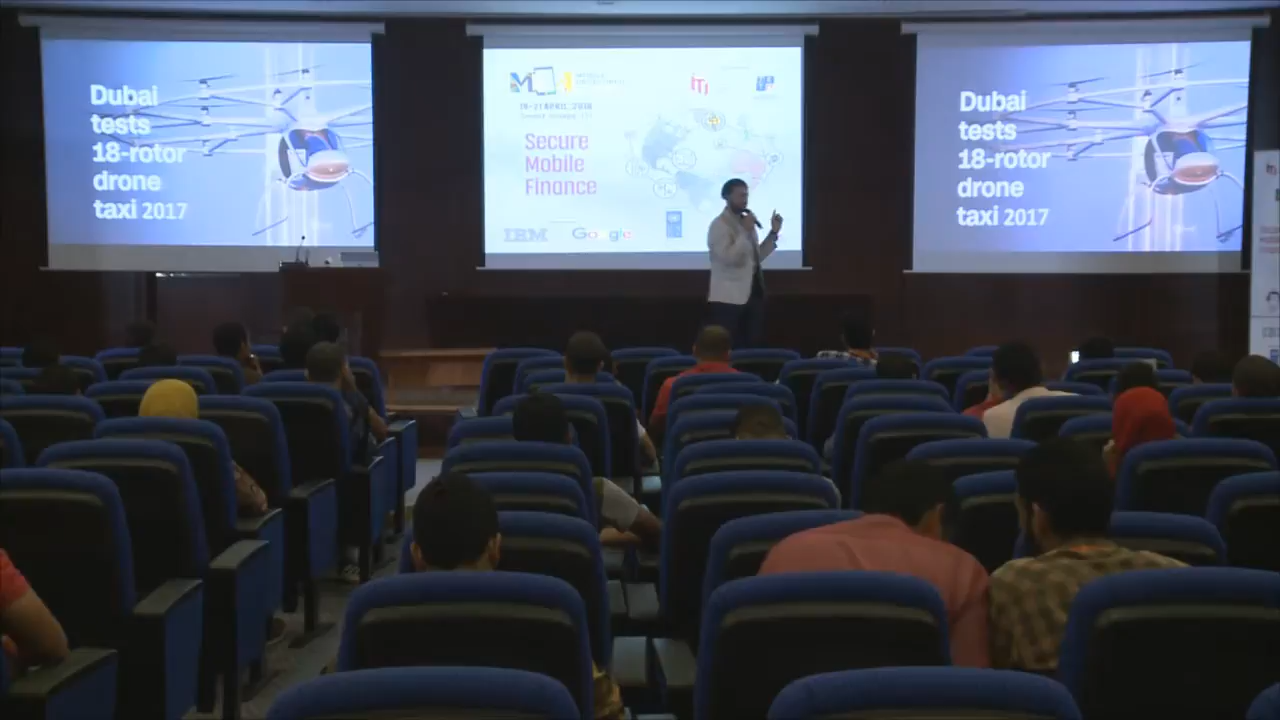 Dubai
tests
18-rotor
drone
taxi 2017
iTi
Secure
Mobile
Finance
IBM
Google
Dubai
tests
18-rotor
drone
taxi 2017